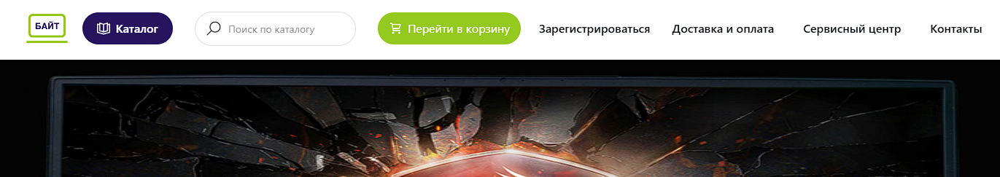 БАЙТ
Каталог
Поиск по каталогу
Перейти в корзину
Зарегистрироваться
Доставка и оплата
Сервисный центр
Контакты